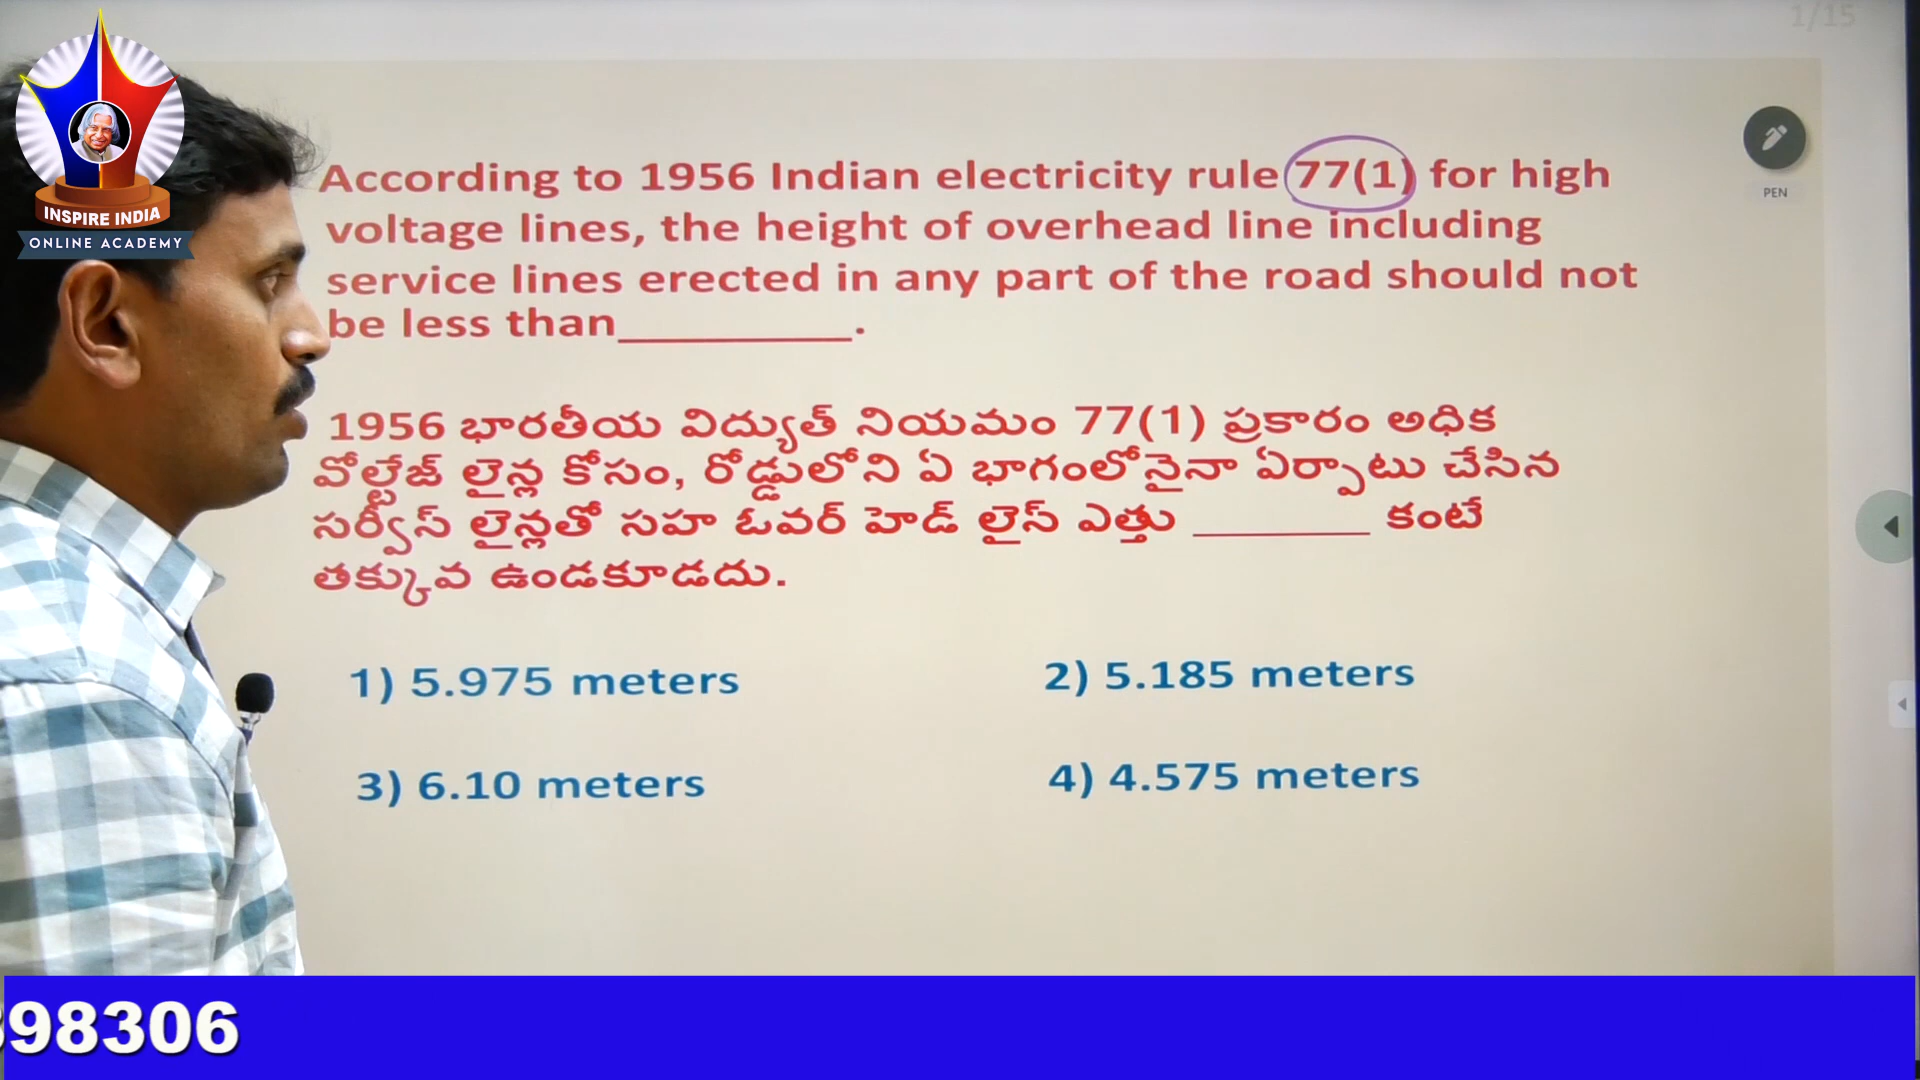 1/15
INSPIRE INDIA
ONLINE ACADEMY
According to 1956 Indian electricity rule 77(1) for high
voltage lines, the height of overhead line including
service lines erected in any part of the road should not
be less than__________.
PEN
1956 భారతీయ విద్యుత్ నియమం 77(1) ప్రకారం అధిక
వోల్టేజ్ లైన్ల కోసం, రోడ్డులోని ఏ భాగంలోనైనా ఏర్పాటు చేసిన
సర్వీస్ లైన్లతో సహా ఓవర్ హెడ్ లైస్ ఎత్తు ________ కంటే
తక్కువ ఉండకూడదు.
1) 5.975 meters
2) 5.185 meters
3) 6.10 meters
4) 4.575 meters
98306